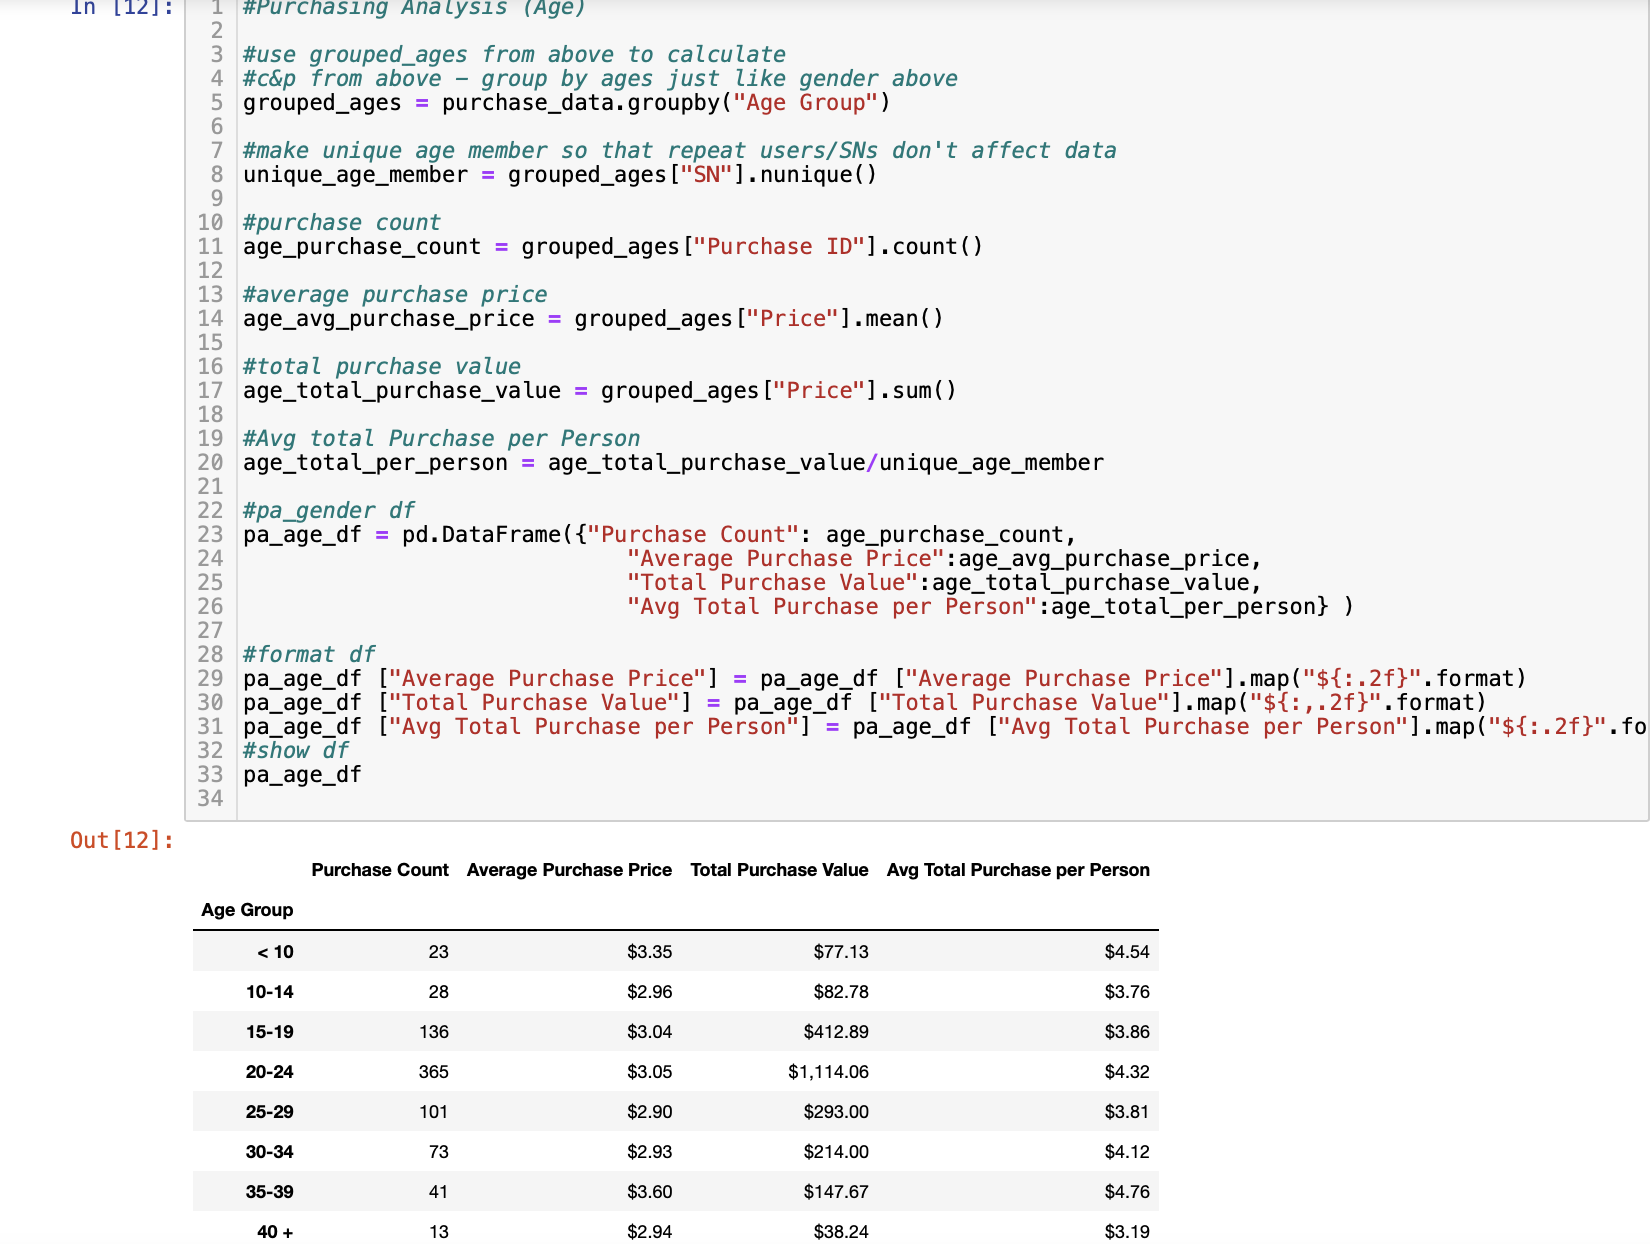 In [12]:
1 #Purchasing Analysis (Age)
2
3 #use grouped_ages from above to calculate
4 #c&p from above – group by ages just like gender above
5 grouped_ages = purchase_data.groupby("Age Group")
6
7 #make unique age member so that repeat users/SNs don't affect data
8 unique_age_member = grouped_ages["SN"].nunique()
9
10 #purchase count
11 age_purchase_count = grouped_ages["Purchase ID"].count()
12
13 #average purchase price
14 age_avg_purchase_price = grouped_ages["Price"].mean()
15
16 #total purchase value
17 age_total_purchase_value = grouped_ages["Price"].sum()
18
19 #Avg total Purchase per Person
20 age_total_per_person = age_total_purchase_value/unique_age_member
21
22 #pa_gender df
23 pa_age_df = pd.DataFrame({"Purchase Count": age_purchase_count,
24 "Average Purchase Price":age_avg_purchase_price,
25 "Total Purchase Value":age_total_purchase_value,
26 "Avg Total Purchase per Person":age_total_per_person} )
27
28 #format df
29 pa_age_df ["Average Purchase Price"] = pa_age_df ["Average Purchase Price"].map("${:.2f}".format)
30 pa_age_df ["Total Purchase Value"] = pa_age_df ["Total Purchase Value"].map("${:,.2f}".format)
31 pa_age_df ["Avg Total Purchase per Person"] = pa_age_df ["Avg Total Purchase per Person"].map("${:.2f}".fo
32 #show df
33 pa_age_df
34
Out[12]:
Purchase Count Average Purchase Price Total Purchase Value Avg Total Purchase per Person
Age Group
< 10 23 $3.35 $77.13 $4.54
10-14 28 $2.96 $82.78 $3.76
15-19 136 $3.04 $412.89 $3.86
20-24 365 $3.05 $1,114.06 $4.32
25-29 101 $2.90 $293.00 $3.81
30-34 73 $2.93 $214.00 $4.12
35-39 41 $3.60 $147.67 $4.76
40 + 13 $2.94 $38.24 $3.19